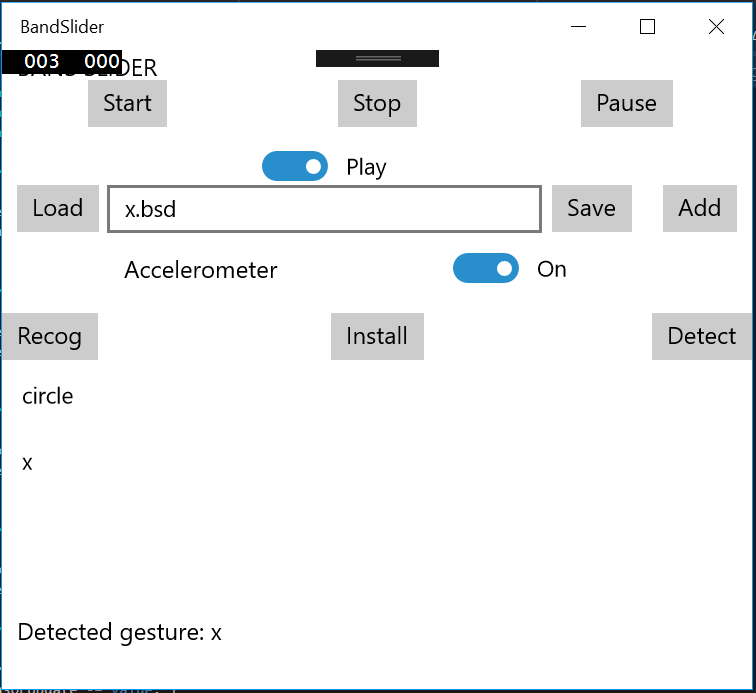 BandSlider
003 000
BAND SLIDER
Start Stop Pause
Play
Load x.bsd Save Add
Accelerometer On
Recog Install Detect
circle
x
Detected gesture: x